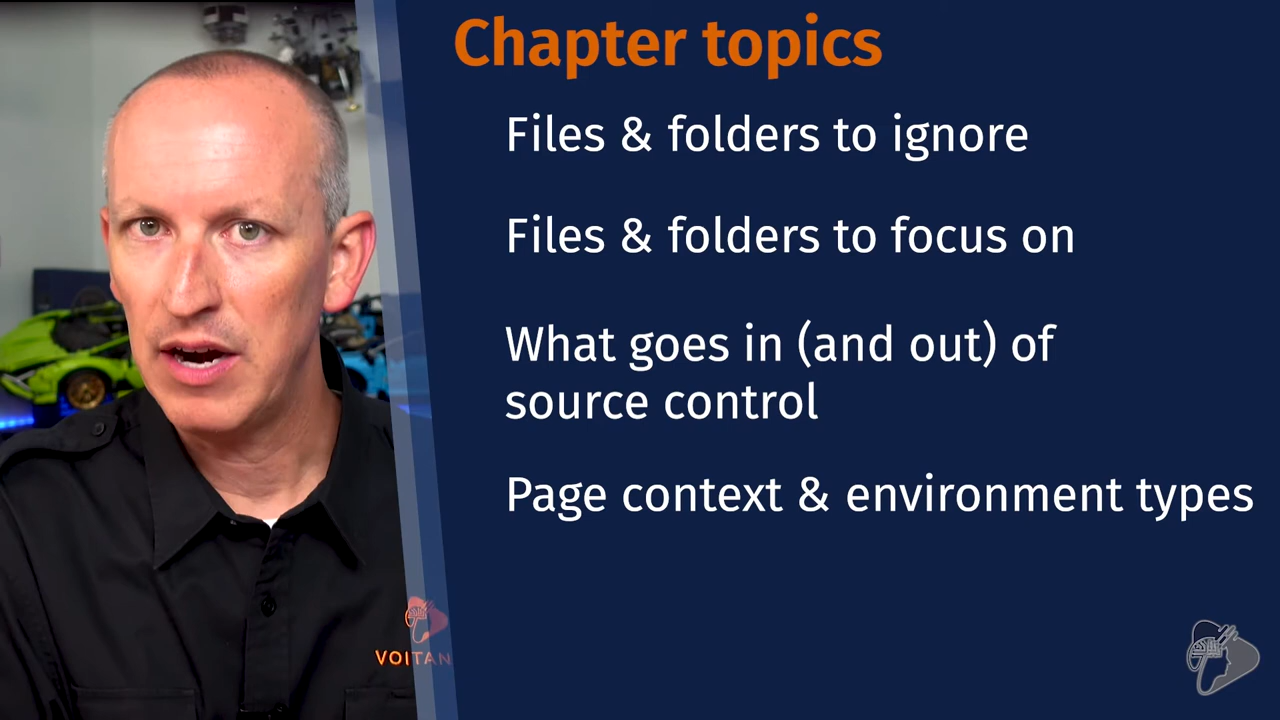 Chapter topics
Files & folders to ignore
Files & folders to focus on
What goes in (and out) of
source control
Page context & environment types
VOITAN